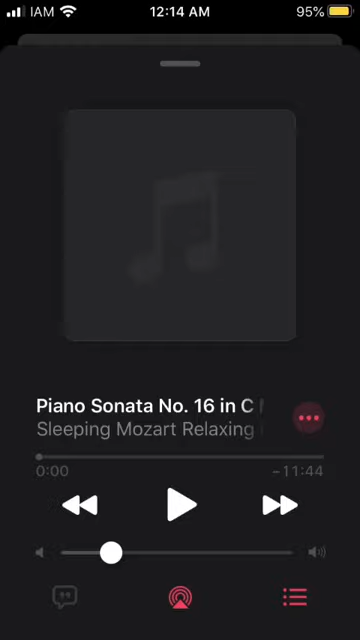 IAM 12:14 AM 95%
Piano Sonata No. 16 in C
Sleeping Mozart Relaxing
0:00 -11:44